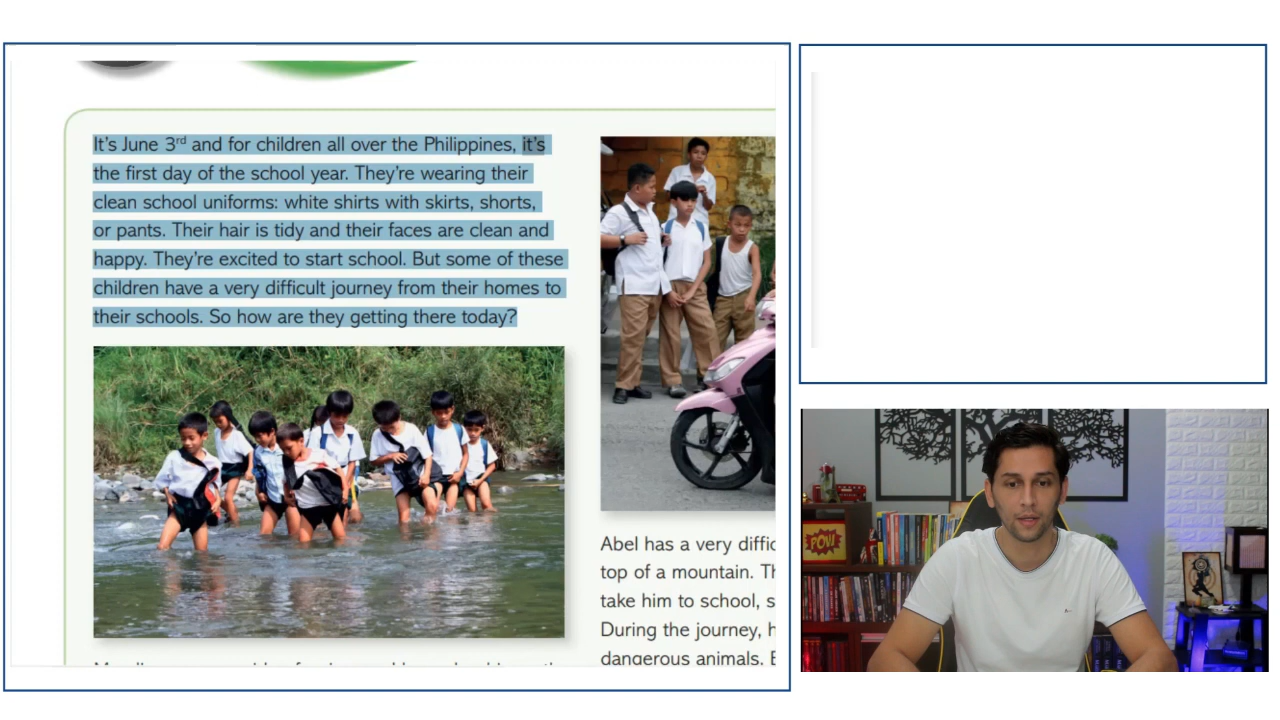 It's June 3rd and for children all over the Philippines, it's
the first day of the school year. They're wearing their
clean school uniforms: white shirts with skirts, shorts,
or pants. Their hair is tidy and their faces are clean and
happy. They're excited to start school. But some of these
children have a very difficult journey from their homes to
their schools. So how are they getting there today?
Abel has a very
top of a mountain.
take him to school,
During the journey,
dangerous animals.
POW